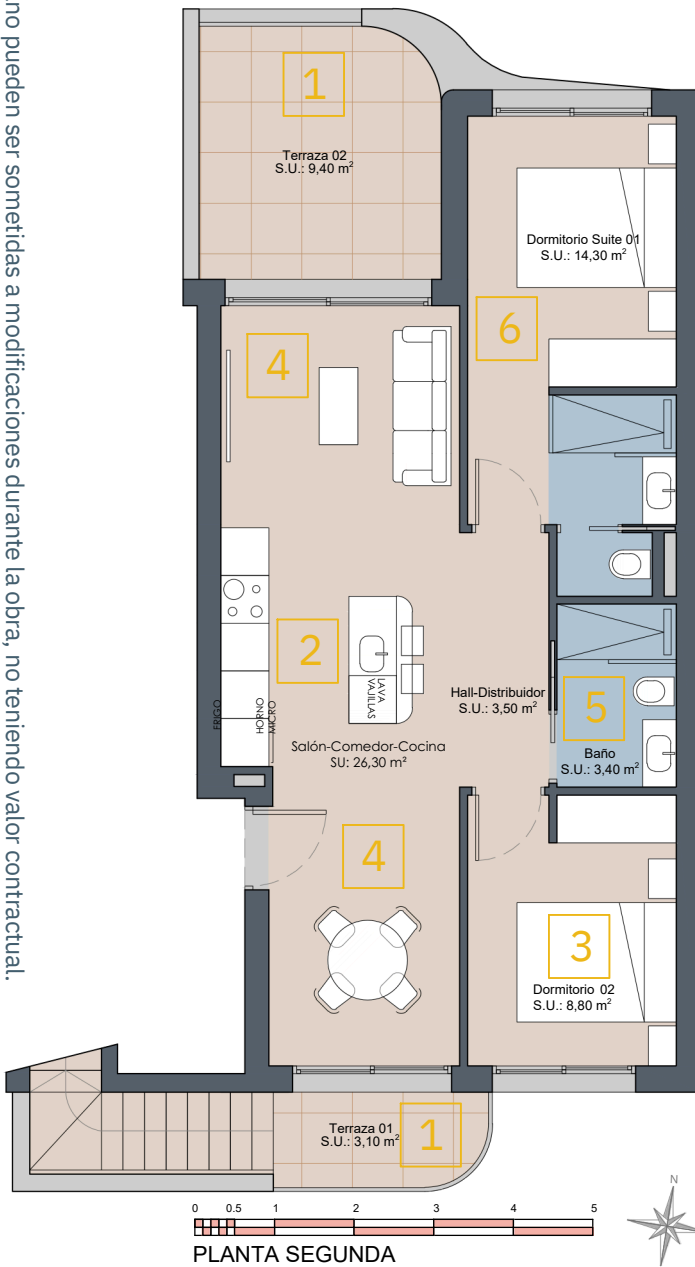 no pueden ser sometidas a modificaciones durante la obra, no teniendo valor contractual.
1
Terraza 02
S.U.: 9,40 m²
Dormitorio Suite 01
S.U.: 14,30 m²
6
4
2
LAVA
VAJILLAS
FRIGO
HORNO
MICRO
Hall-Distribuidor
S.U.: 3,50 m²
5
Salón-Comedor-Cocina
SU: 26,30 m²
Baño
S.U.: 3,40 m²
4
3
Dormitorio 02
S.U.: 8,80 m²
Terraza 01
S.U.: 3,10 m²
1
N
0 0.5 1 2 3 4 5
PLANTA SEGUNDA